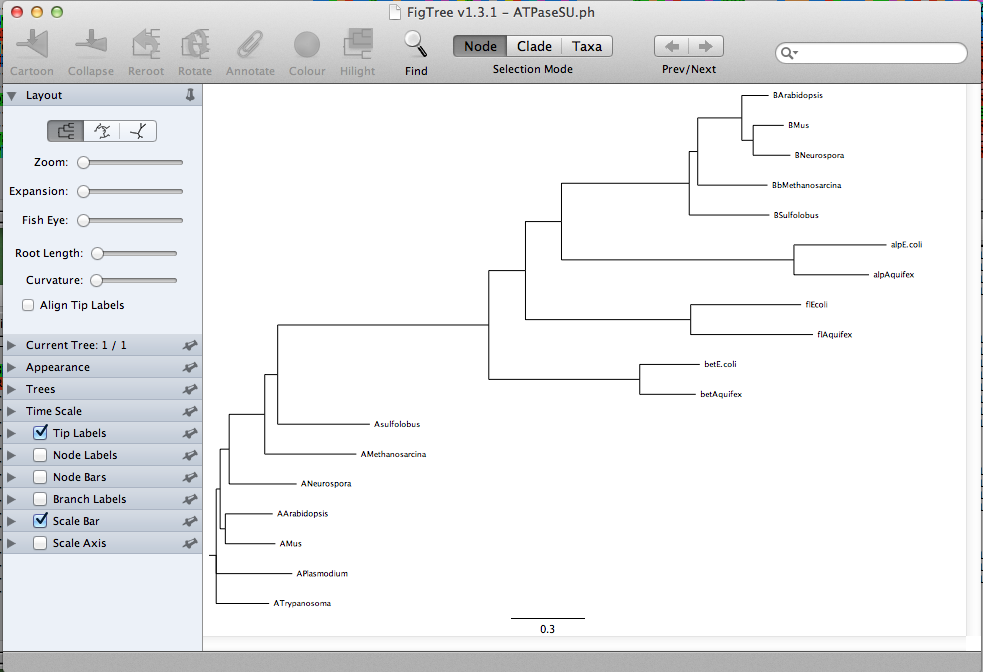 FigTree v1.3.1 - ATPaseSU.ph
Cartoon Collapse Reroot Rotate Annotate Colour Hilight Find
Node Clade Taxa
Selection Mode
Prev/Next
Layout
Zoom:
Expansion:
Fish Eye:
Root Length:
Curvature:
Align Tip Labels
Current Tree: 1 / 1
Appearance
Trees
Time Scale
Tip Labels
Node Labels
Node Bars
Branch Labels
Scale Bar
Scale Axis
BArabidopsis
BMus
BNeurospora
BbMethanosarcina
BSulfolobus
alpE.coli
alpAquifex
flEcoli
flAquifex
betE.coli
betAquifex
Asulfolobus
AMethanosarcina
ANeurospora
AArabidopsis
AMus
APlasmodium
ATrypanosoma
0.3